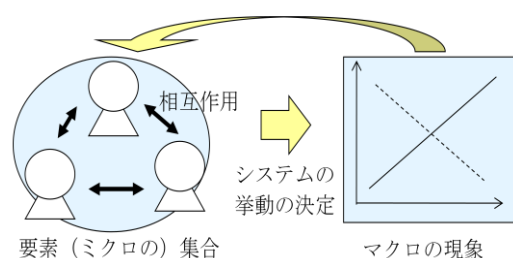 相互作用
システムの
挙動の決定
要素（ミクロの）集合
マクロの現象